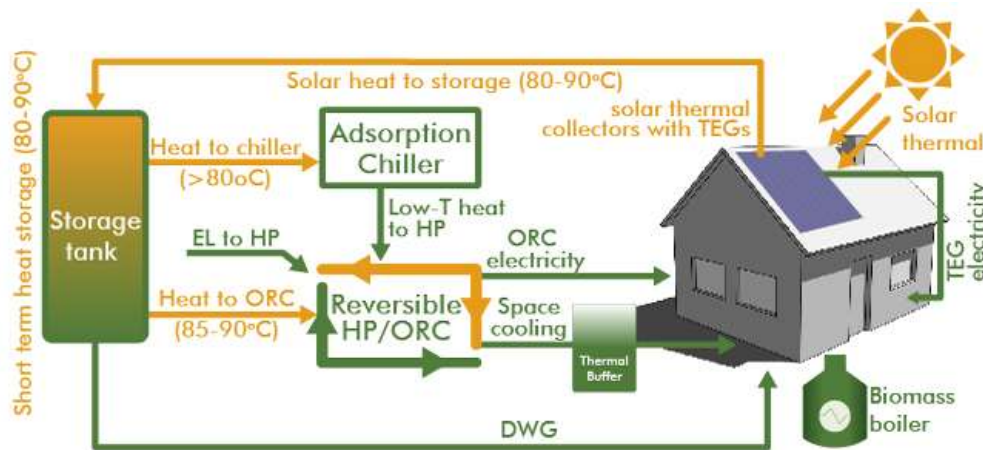 Short term heat storage (80-90°C)
Solar heat to storage (80-90°C)
solar thermal
collectors with TEGs
Solar
thermal
Storage
tank
Heat to chiller
(>80oC)
Adsorption
Chiller
Low-T heat
to HP
EL to HP
Heat to ORC
(85-90°C)
Reversible
HP/ORC
ORC
electricity
Space
cooling
Thermal
Buffer
TEG
electricity
Biomass
boiler
DWG